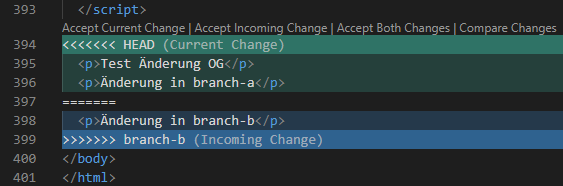 393 </script>
Accept Current Change | Accept Incoming Change | Accept Both Changes | Compare Changes
394 <<<<<<< HEAD (Current Change)
395 <p>Test Änderung OG</p>
396 <p>Änderung in branch-a</p>
397 =======
398 <p>Änderung in branch-b</p>
399 >>>>>>> branch-b (Incoming Change)
400 </body>
401 </html>